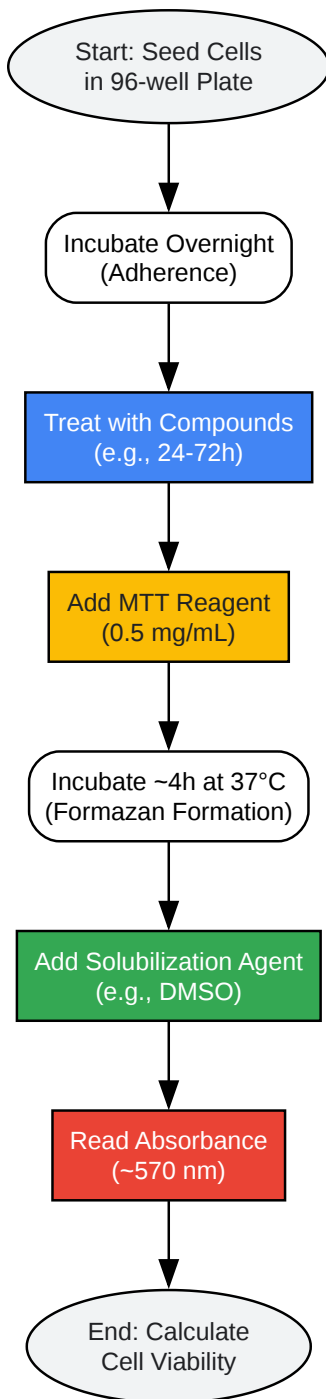 Start: Seed Cells
in 96-well Plate
Incubate Overnight
(Adherence)
Treat with Compounds
(e.g., 24-72h)
Add MTT Reagent
(0.5 mg/mL)
Incubate ~4h at 37°C
(Formazan Formation)
Add Solubilization Agent
(e.g., DMSO)
Read Absorbance
(~570 nm)
End: Calculate
Cell Viability